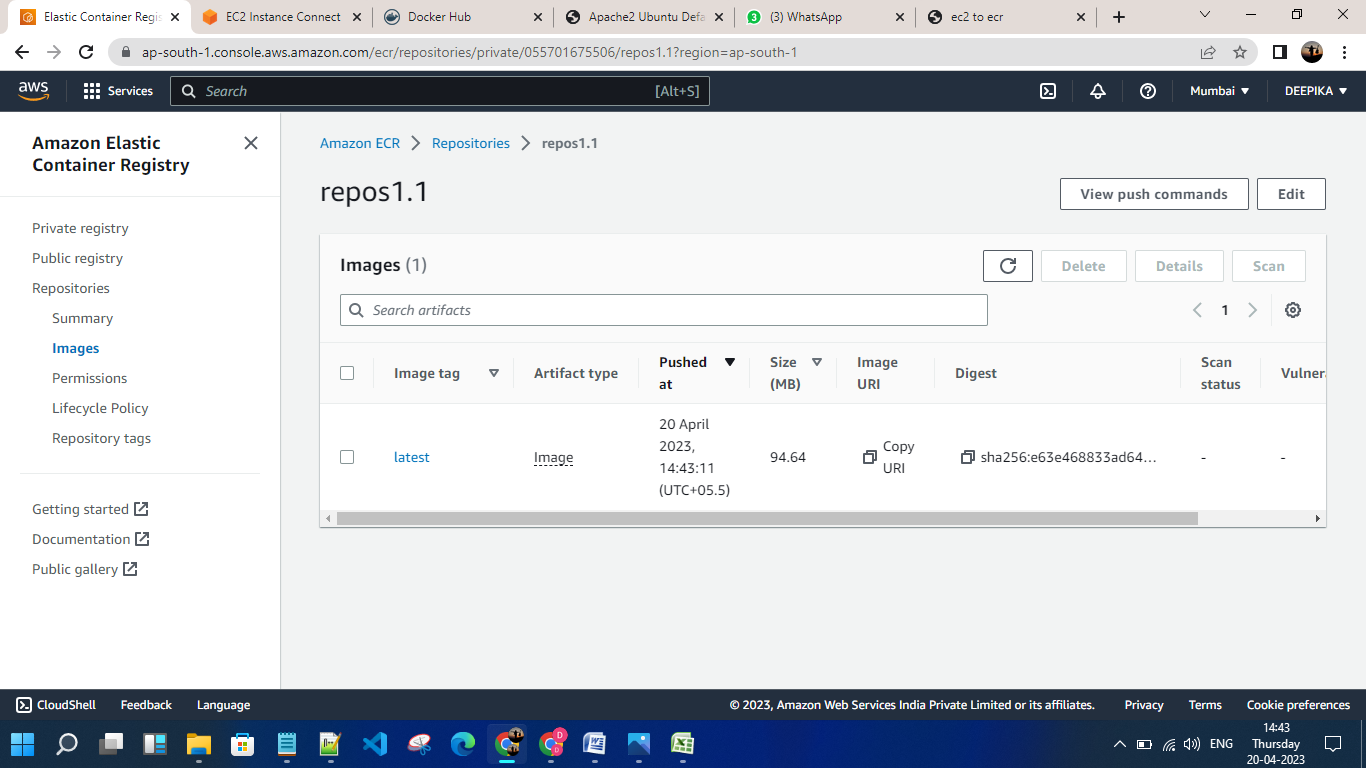 Elastic Container Regis
EC2 Instance Connect
Docker Hub
Apache2 Ubuntu Defa
3
(3) WhatsApp
ec2 to ecr
ap-south-1.console.aws.amazon.com/ecr/repositories/private/055701675506/repos1.1?region=ap-south-1
aws
Services
Search
[Alt+S]
Mumbai
DEEPIKA
Amazon Elastic
Container Registry
Private registry
Public registry
Repositories
Summary
Images
Permissions
Lifecycle Policy
Repository tags
Getting started
Documentation
Public gallery
Amazon ECR
Repositories
repos1.1
repos1.1
View push commands
Edit
Images (1)
Delete
Details
Scan
Search artifacts
1
Image tag
Artifact type
Pushed
at
Size
(MB)
Image
URI
Digest
Scan
status
Vulnera
latest
Image
20 April
2023,
14:43:11
(UTC+05.5)
94.64
Copy
URI
sha256:e63e468833ad64...
-
-
CloudShell
Feedback
Language
© 2023, Amazon Web Services India Private Limited or its affiliates.
Privacy
Terms
Cookie preferences
D
D
ENG
14:43
Thursday
20-04-2023